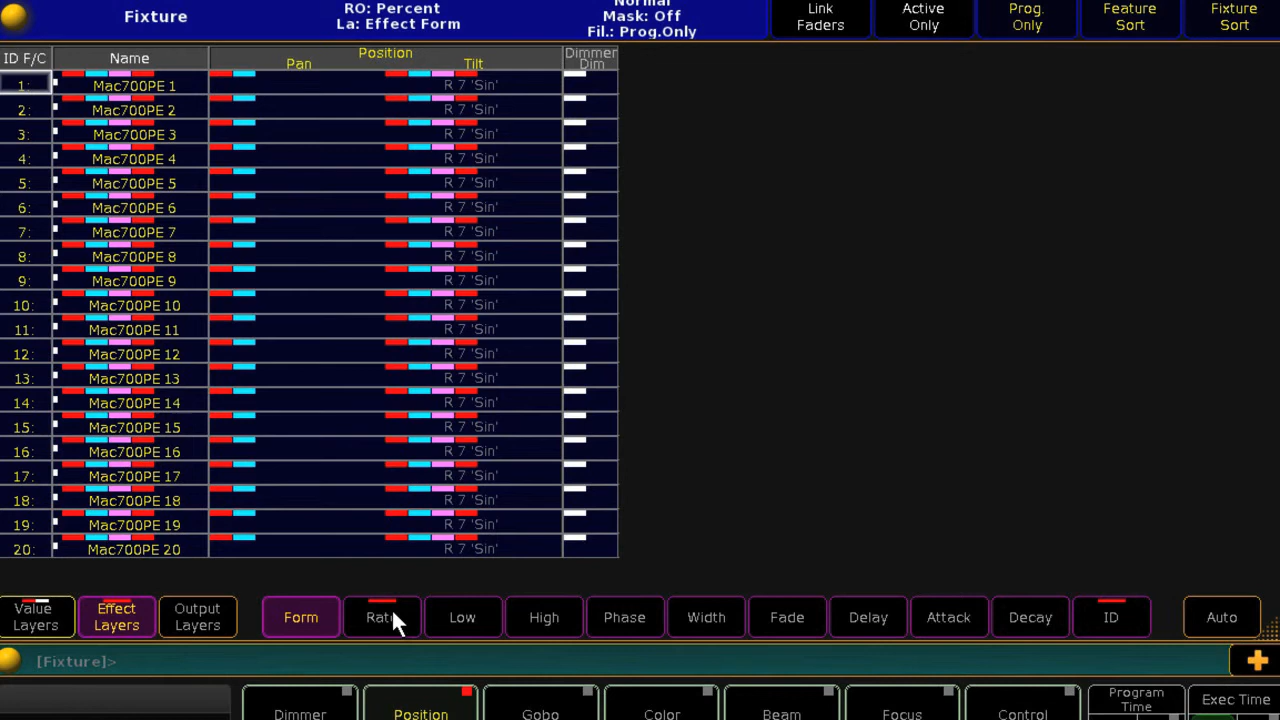 Fixture
RO: Percent
La: Effect Form
Normal
Mask: Off
Fil.: Prog.Only
Link
Faders
Active
Only
Prog.
Only
Feature
Sort
Fixture
Sort
ID F/C
Name
Position
Pan
Tilt
Dimmer
Dim
1: Mac700PE 1 R 7 'Sin'
2: Mac700PE 2 R 7 'Sin'
3: Mac700PE 3 R 7 'Sin'
4: Mac700PE 4 R 7 'Sin'
5: Mac700PE 5 R 7 'Sin'
6: Mac700PE 6 R 7 'Sin'
7: Mac700PE 7 R 7 'Sin'
8: Mac700PE 8 R 7 'Sin'
9: Mac700PE 9 R 7 'Sin'
10: Mac700PE 10 R 7 'Sin'
11: Mac700PE 11 R 7 'Sin'
12: Mac700PE 12 R 7 'Sin'
13: Mac700PE 13 R 7 'Sin'
14: Mac700PE 14 R 7 'Sin'
15: Mac700PE 15 R 7 'Sin'
16: Mac700PE 16 R 7 'Sin'
17: Mac700PE 17 R 7 'Sin'
18: Mac700PE 18 R 7 'Sin'
19: Mac700PE 19 R 7 'Sin'
20: Mac700PE 20 R 7 'Sin'
Value
Layers
Effect
Layers
Output
Layers
Form
Rate
Low
High
Phase
Width
Fade
Delay
Attack
Decay
ID
Auto
[Fixture]>
Dimmer
Position
Gobo
Color
Beam
Focus
Control
Program
Time
Exec Time